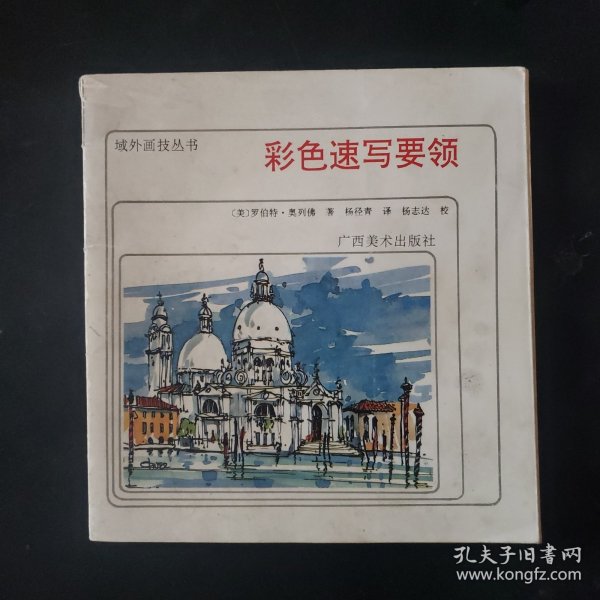 域外画技丛书
彩色速写要领
〔美〕罗伯特·奥列佛 著 杨径青 译 杨志达 校
广西美术出版社
孔夫子旧书网
www.kongfz.com